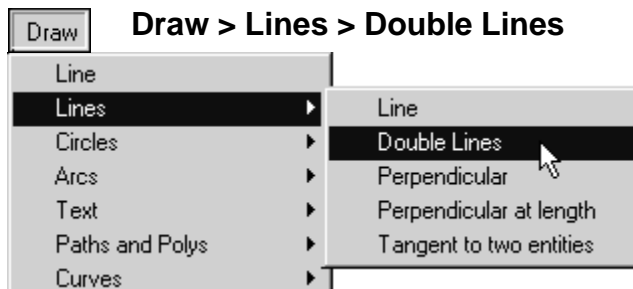 Draw
Draw > Lines > Double Lines
Line
Lines
Circles
Arcs
Text
Paths and Polys
Curves
Line
Double Lines
Perpendicular
Perpendicular at length
Tangent to two entities